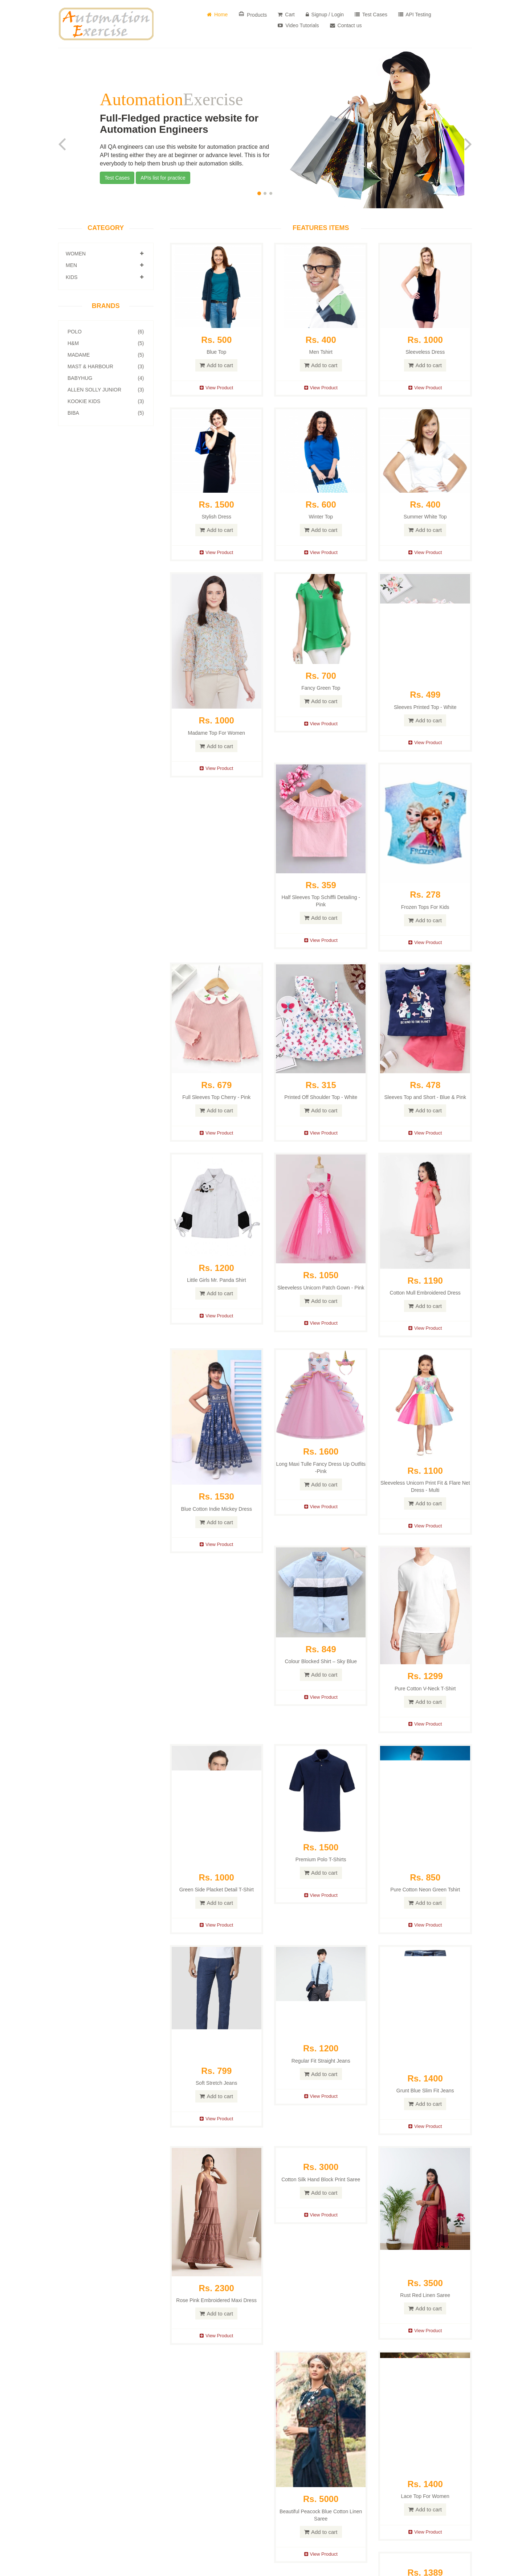 Automation
Exercise
Home
Products
Cart
Signup / Login
Test Cases
API Testing
Video Tutorials
Contact us
AutomationExercise
Full-Fledged practice website for
Automation Engineers
All QA engineers can use this website for automation practice and
API testing either they are at beginner or advance level. This is for
everybody to help them brush up their automation skills.
Test Cases
APIs list for practice
CATEGORY
WOMEN
MEN
KIDS
BRANDS
POLO (6)
H&M (5)
MADAME (5)
MAST & HARBOUR (3)
BABYHUG (4)
ALLEN SOLLY JUNIOR (3)
KOOKIE KIDS (3)
BIBA (5)
FEATURES ITEMS
Rs. 500
Blue Top
Add to cart
View Product
Rs. 400
Men Tshirt
Add to cart
View Product
Rs. 1000
Sleeveless Dress
Add to cart
View Product
Rs. 1500
Stylish Dress
Add to cart
View Product
Rs. 600
Winter Top
Add to cart
View Product
Rs. 400
Summer White Top
Add to cart
View Product
Rs. 1000
Madame Top For Women
Add to cart
View Product
Rs. 700
Fancy Green Top
Add to cart
View Product
Rs. 499
Sleeves Printed Top - White
Add to cart
View Product
Rs. 359
Half Sleeves Top Schiffli Detailing -
Pink
Add to cart
View Product
FROZEN
Rs. 278
Frozen Tops For Kids
Add to cart
View Product
Rs. 679
Full Sleeves Top Cherry - Pink
Add to cart
View Product
Rs. 315
Printed Off Shoulder Top - White
Add to cart
View Product
Rs. 478
Sleeves Top and Short - Blue & Pink
Add to cart
View Product
Rs. 1200
Little Girls Mr. Panda Shirt
Add to cart
View Product
Rs. 1050
Sleeveless Unicorn Patch Gown - Pink
Add to cart
View Product
Rs. 1190
Cotton Mull Embroidered Dress
Add to cart
View Product
Rs. 1530
Blue Cotton Indie Mickey Dress
Add to cart
View Product
Rs. 1600
Long Maxi Tulle Fancy Dress Up Outfits
-Pink
Add to cart
View Product
Rs. 1100
Sleeveless Unicorn Print Fit & Flare Net
Dress - Multi
Add to cart
View Product
Rs. 849
Colour Blocked Shirt – Sky Blue
Add to cart
View Product
Rs. 1299
Pure Cotton V-Neck T-Shirt
Add to cart
View Product
Rs. 1000
Green Side Placket Detail T-Shirt
Add to cart
View Product
Rs. 1500
Premium Polo T-Shirts
Add to cart
View Product
Rs. 850
Pure Cotton Neon Green Tshirt
Add to cart
View Product
Rs. 799
Soft Stretch Jeans
Add to cart
View Product
Rs. 1200
Regular Fit Straight Jeans
Add to cart
View Product
Rs. 1400
Grunt Blue Slim Fit Jeans
Add to cart
View Product
Rs. 2300
Rose Pink Embroidered Maxi Dress
Add to cart
View Product
Rs. 3000
Cotton Silk Hand Block Print Saree
Add to cart
View Product
Rs. 3500
Rust Red Linen Saree
Add to cart
View Product
Rs. 5000
Beautiful Peacock Blue Cotton Linen
Saree
Add to cart
View Product
Rs. 1400
Lace Top For Women
Add to cart
View Product
Rs. 1389